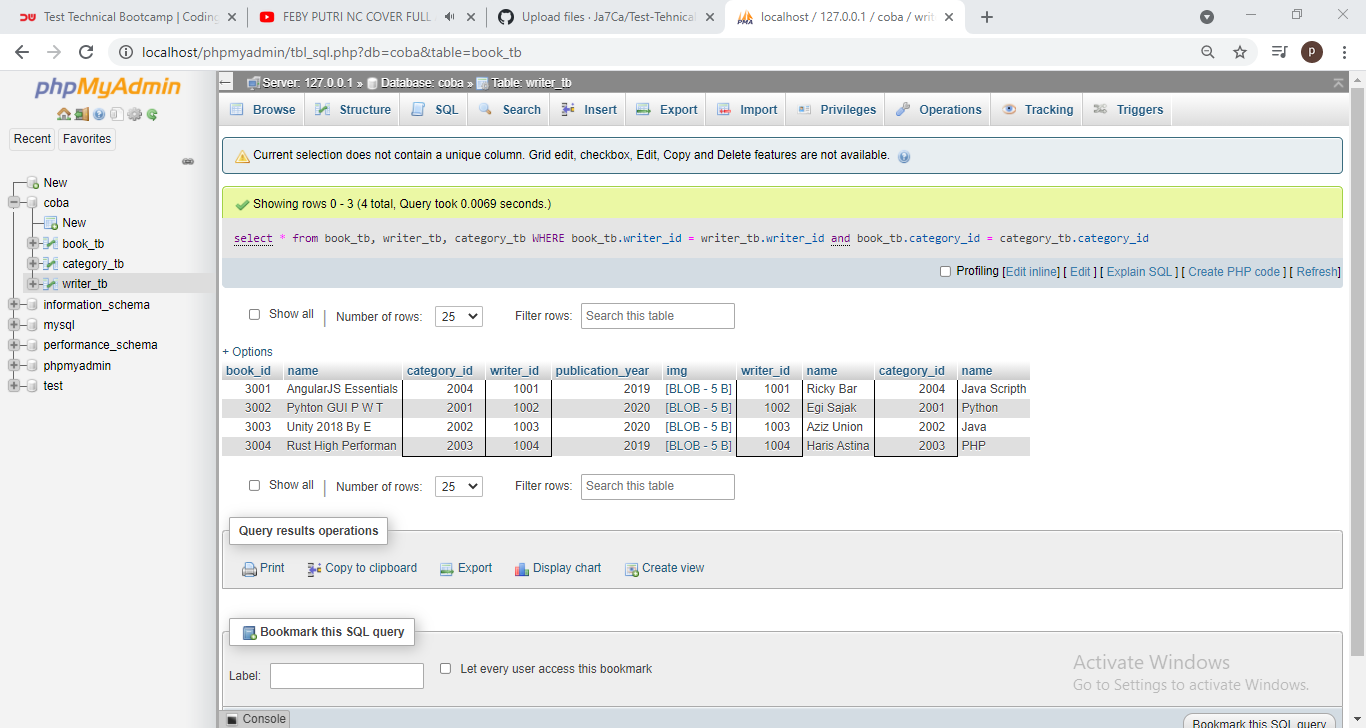 Test Technical Bootcamp | Coding
FEBY PUTRI NC COVER FULL
Upload files · Ja7Ca/Test-Tehnical
localhost / 127.0.0.1 / coba / writ
localhost/phpmyadmin/tbl_sql.php?db=coba&table=book_tb
P
phpMyAdmin
Recent Favorites
New
coba
New
book_tb
category_tb
writer_tb
information_schema
mysql
performance_schema
phpmyadmin
test
Server: 127.0.0.1 » Database: coba » Table: writer_tb
Browse Structure SQL Search Insert Export Import Privileges Operations Tracking Triggers
Current selection does not contain a unique column. Grid edit, checkbox, Edit, Copy and Delete features are not available.
Showing rows 0 - 3 (4 total, Query took 0.0069 seconds.)
select * from book_tb, writer_tb, category_tb WHERE book_tb.writer_id = writer_tb.writer_id and book_tb.category_id = category_tb.category_id
Profiling [Edit inline] [ Edit ] [ Explain SQL ] [ Create PHP code ] [ Refresh]
Show all | Number of rows: 25 Filter rows: Search this table
+ Options
book_id name category_id writer_id publication_year img writer_id name category_id name
3001 AngularJS Essentials 2004 1001 2019 [BLOB - 5 B] 1001 Ricky Bar 2004 Java Scripth
3002 Pyhton GUI P W T 2001 1002 2020 [BLOB - 5 B] 1002 Egi Sajak 2001 Python
3003 Unity 2018 By E 2002 1003 2020 [BLOB - 5 B] 1003 Aziz Union 2002 Java
3004 Rust High Performan 2003 1004 2019 [BLOB - 5 B] 1004 Haris Astina 2003 PHP
Show all | Number of rows: 25 Filter rows: Search this table
Query results operations
Print Copy to clipboard Export Display chart Create view
Bookmark this SQL query
Label: Let every user access this bookmark
Activate Windows
Go to Settings to activate Windows.
Console
Bookmark this SQL query